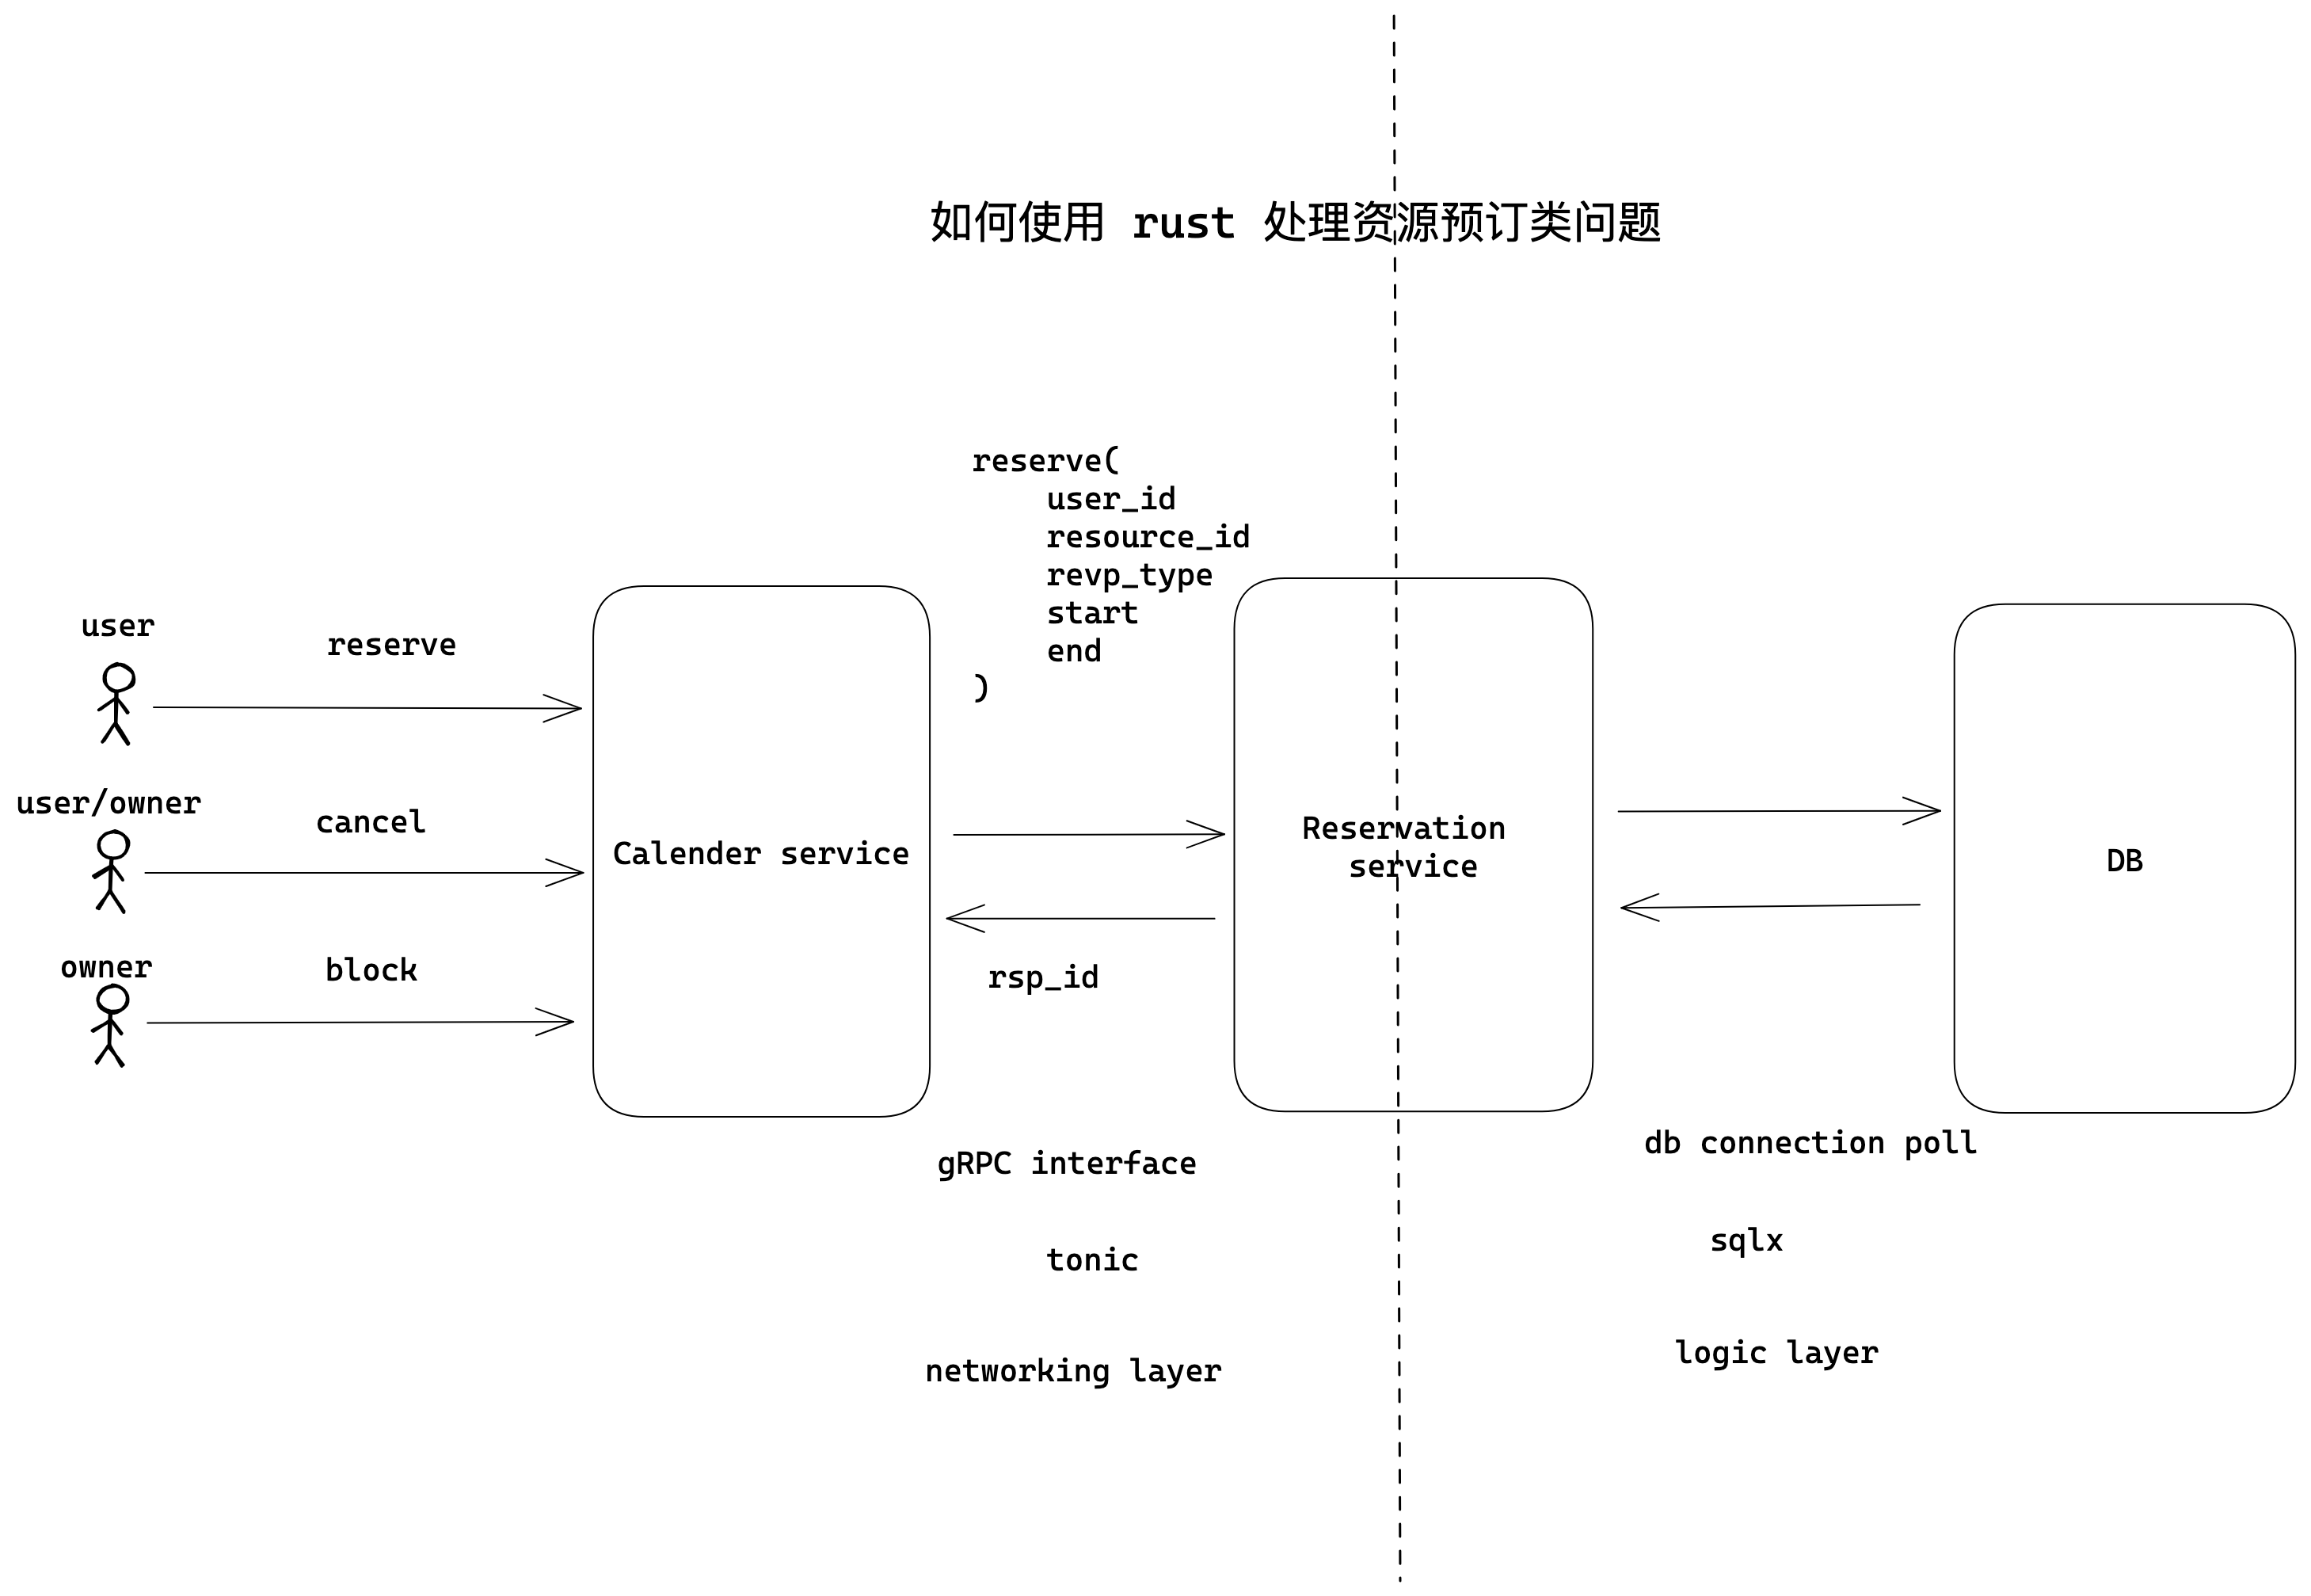 如何使用 rust 处理资源预订类问题
reserve(
user_id
resource_id
revp_type
start
end
)
user
reserve
user/owner
cancel
owner
block
Calender service
Reservation
service
DB
rsp_id
gRPC interface
tonic
networking layer
db connection poll
sqlx
logic layer